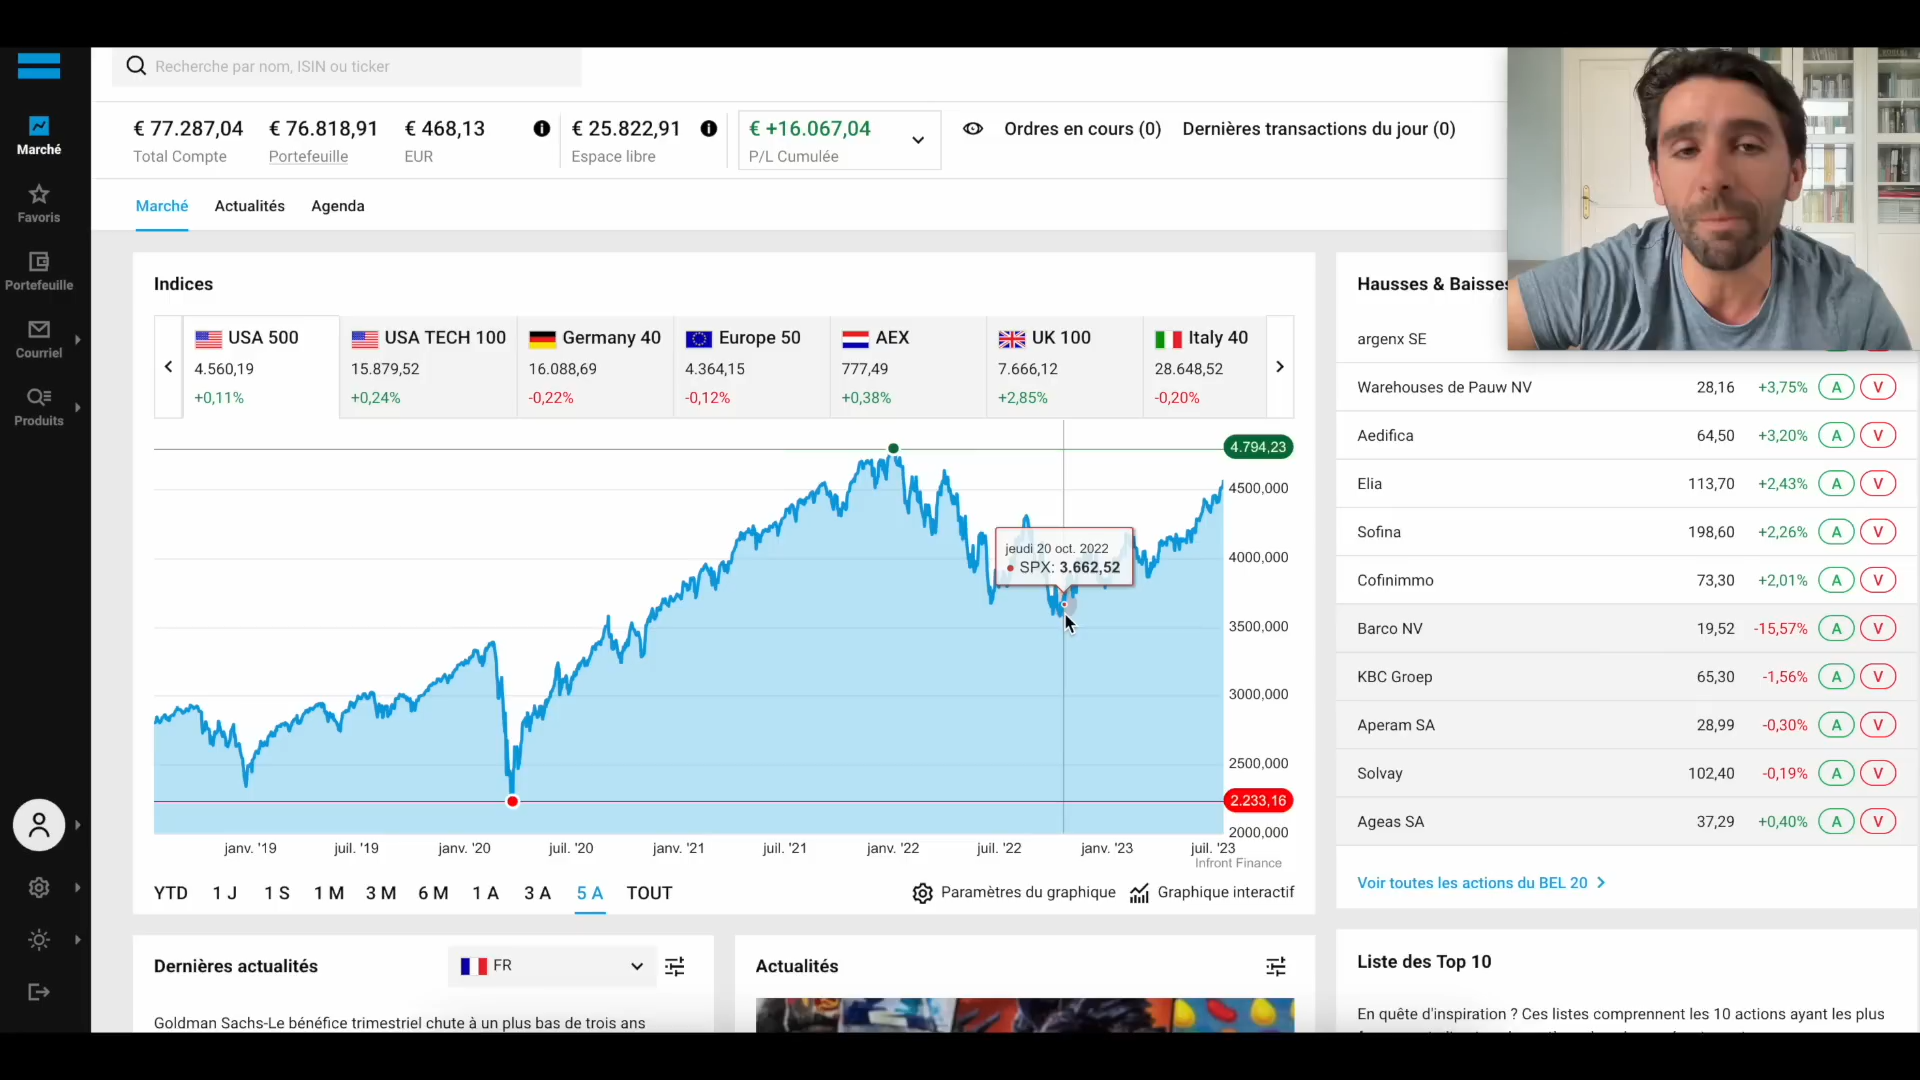 Recherche par nom, ISIN ou ticker
€ 77.287,04 € 76.818,91 € 468,13 € 25.822,91 € +16.067,04 Ordres en cours (0) Dernières transactions du jour (0)
Total Compte Portefeuille EUR Espace libre P/L Cumulée
Marché
Favoris
Portefeuille
Courriel
Produits
Marché Actualités Agenda
Indices
USA 500 USA TECH 100 Germany 40 Europe 50 AEX UK 100 Italy 40
4.560,19 15.879,52 16.088,69 4.364,15 777,49 7.666,12 28.648,52
+0,11% +0,24% -0,22% -0,12% +0,38% +2,85% -0,20%
4.794,23
4500,000
4000,000
3500,000
3000,000
2500,000
2.233,16
2000,000
jeudi 20 oct. 2022
SPX: 3.662,52
janv. '19 juil. '19 janv. '20 juil. '20 janv. '21 juil. '21 janv. '22 juil. '22 janv. '23 juil. '23
Infront Finance
YTD 1 J 1 S 1 M 3 M 6 M 1 A 3 A 5 A TOUT Paramètres du graphique Graphique interactif
Hausses & Baisses
argenx SE
Warehouses de Pauw NV 28,16 +3,75% A V
Aedifica 64,50 +3,20% A V
Elia 113,70 +2,43% A V
Sofina 198,60 +2,26% A V
Cofinimmo 73,30 +2,01% A V
Barco NV 19,52 -15,57% A V
KBC Groep 65,30 -1,56% A V
Aperam SA 28,99 -0,30% A V
Solvay 102,40 -0,19% A V
Ageas SA 37,29 +0,40% A V
Voir toutes les actions du BEL 20
Dernières actualités FR
Goldman Sachs-Le bénéfice trimestriel chute à un plus bas de trois ans
Actualités
Liste des Top 10
En quête d'inspiration ? Ces listes comprennent les 10 actions ayant les plus